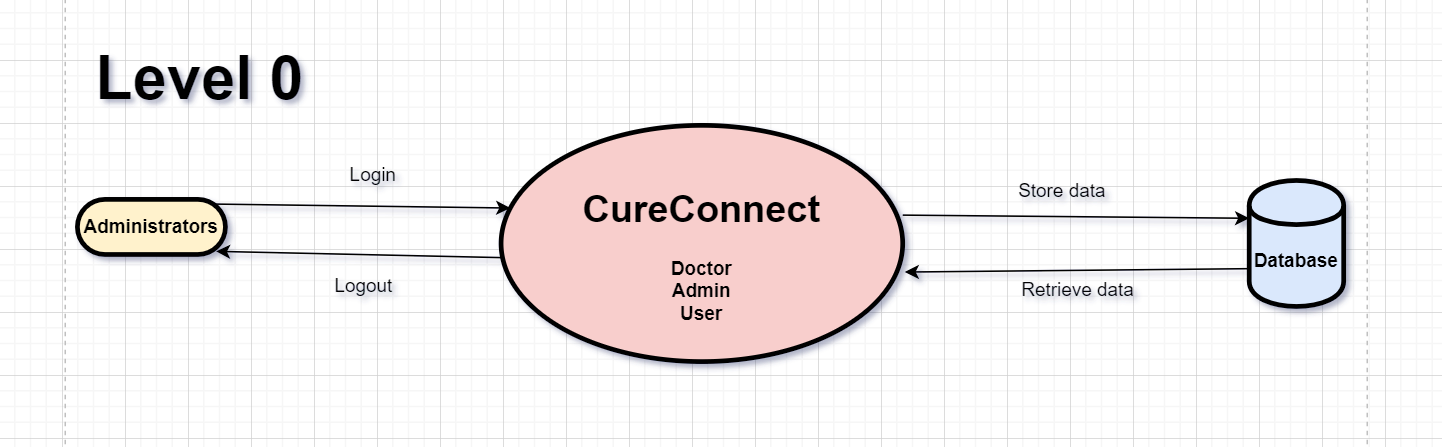 Level 0
Login
Store data
Administrators
CureConnect
Doctor
Admin
User
Database
Logout
Retrieve data